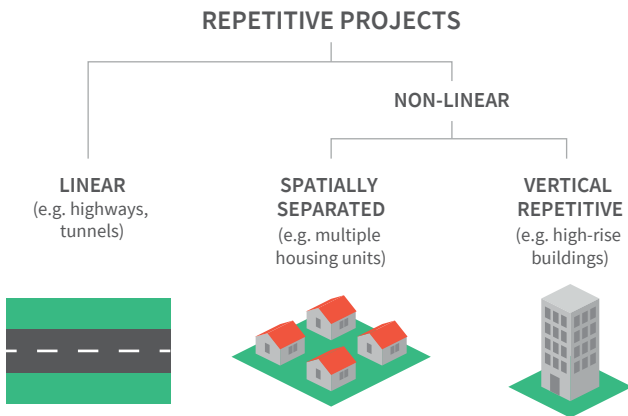 REPETITIVE PROJECTS
NON-LINEAR
LINEAR
(e.g. highways,
tunnels)
SPATIALLY
SEPARATED
(e.g. multiple
housing units)
VERTICAL
REPETITIVE
(e.g. high-rise
buildings)